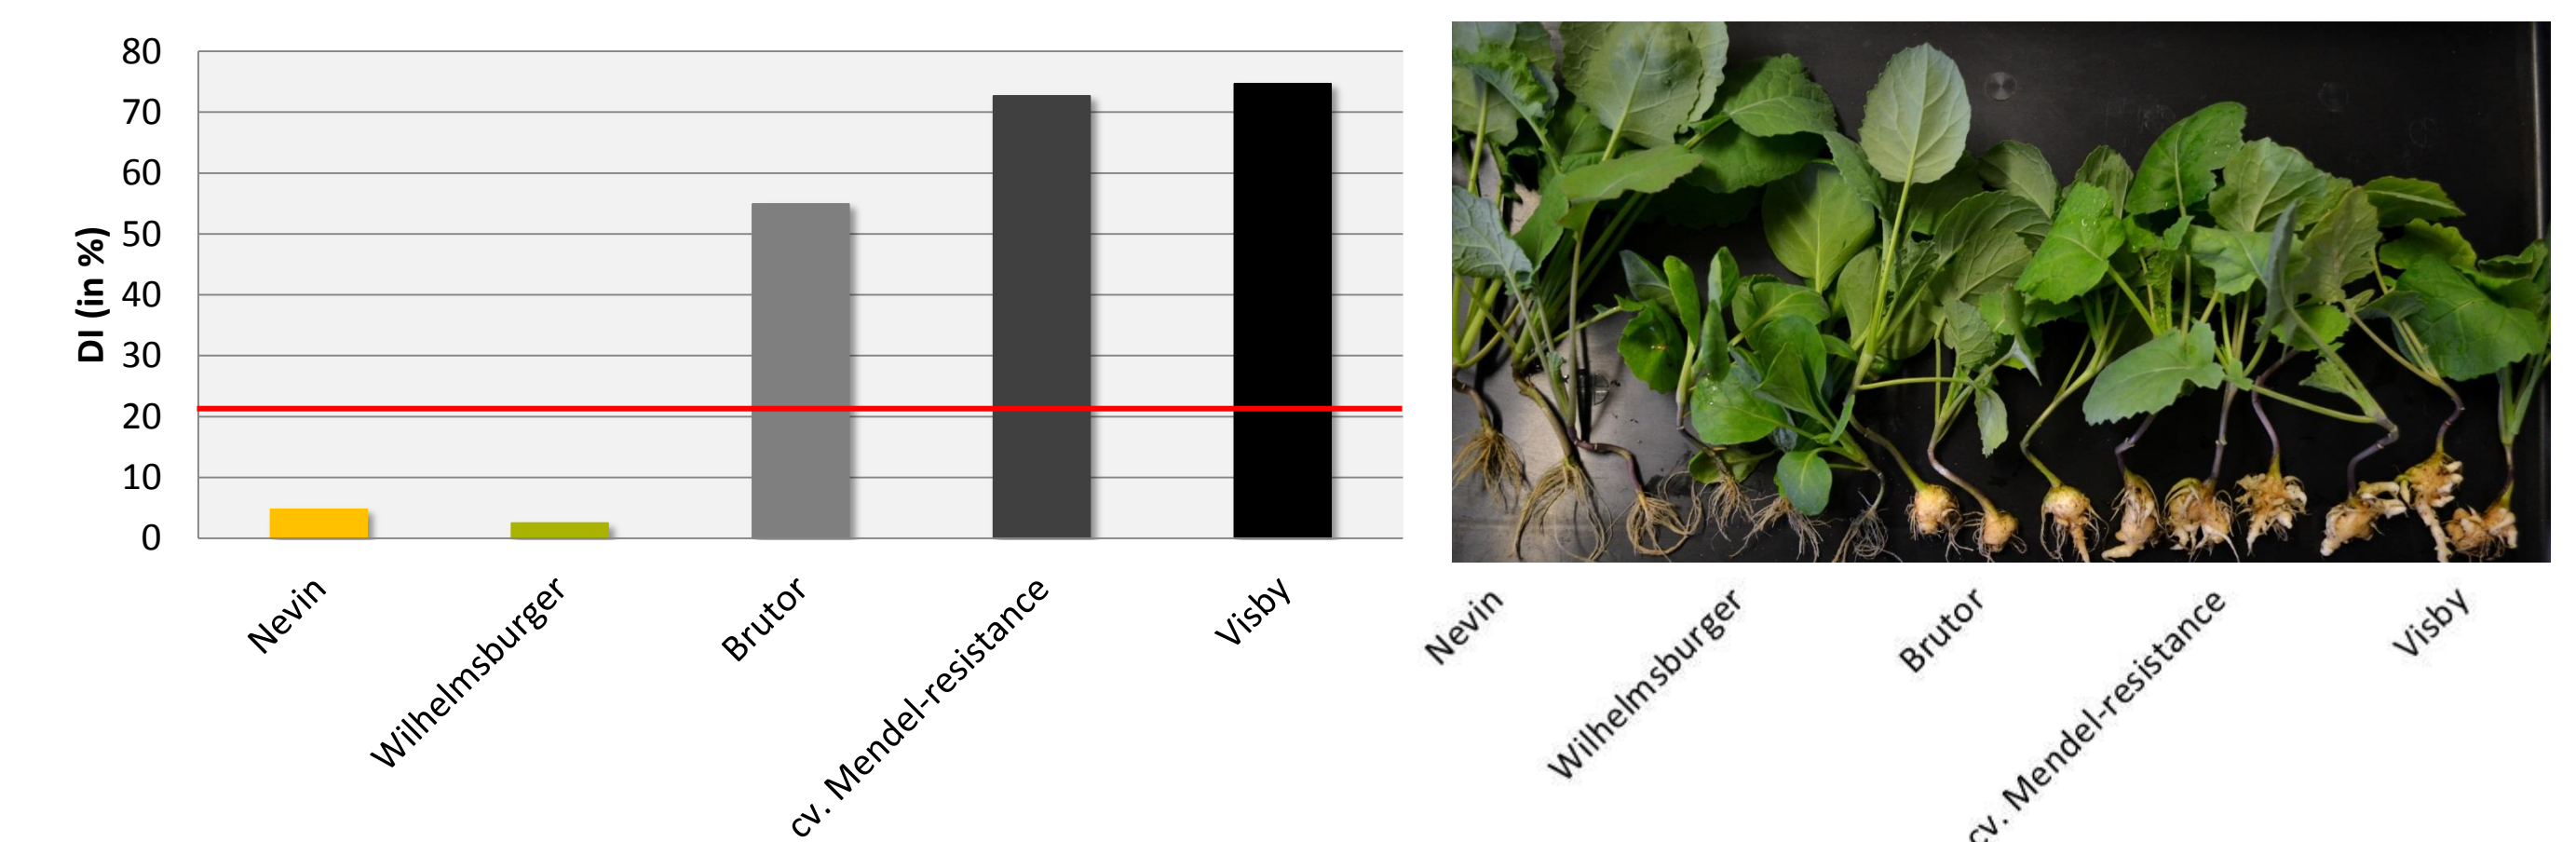 80
70
60
50
40
30
20
10
0
DI (in %)
Nevin
Wilhelmsburger
Brutor
cv. Mendel-resistance
Visby
Nevin
Wilhelmsburger
Brutor
cv. Mendel-resistance
Visby